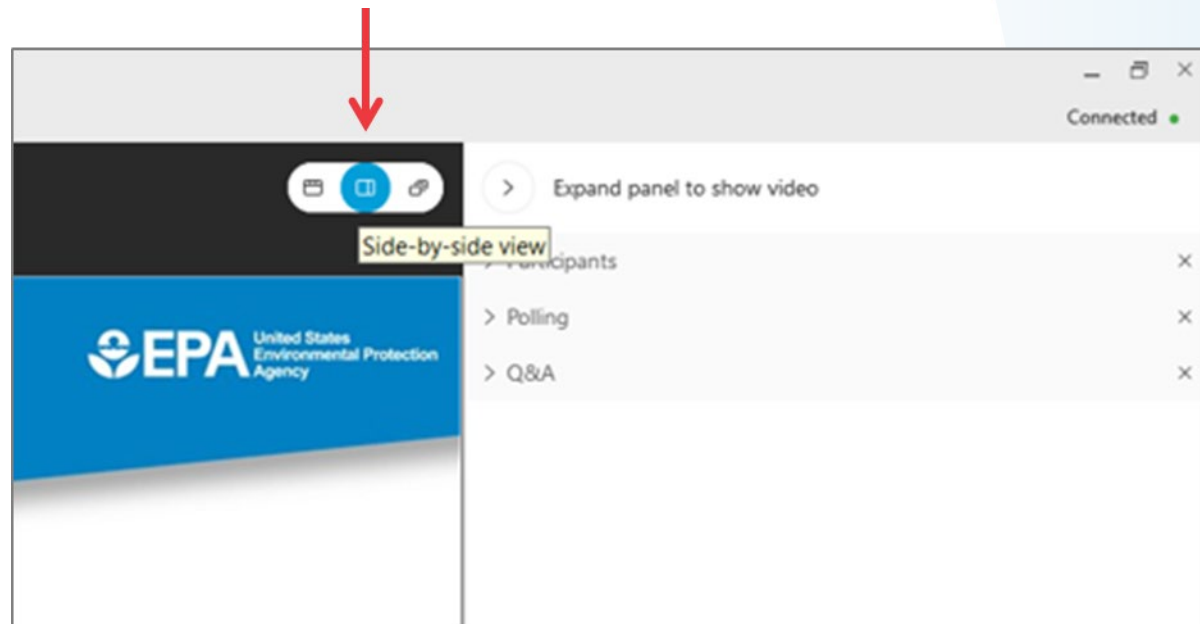 Connected
Expand panel to show video
Side-by-side view
Participants
Polling
Q&A
EPA
United States
Environmental Protection
Agency